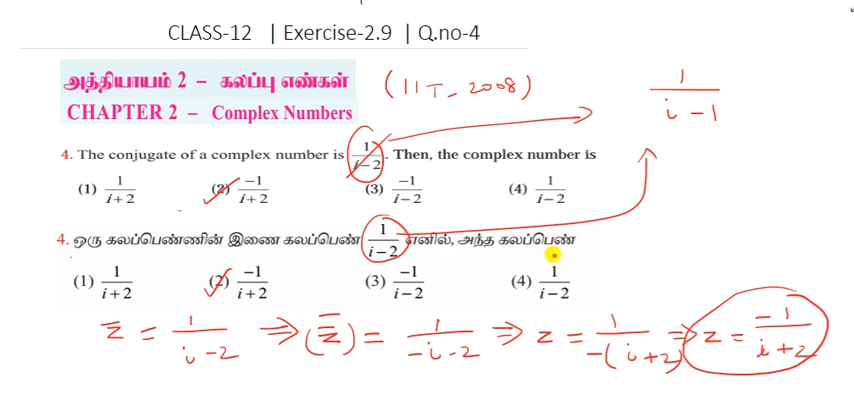 CLASS-12 | Exercise-2.9 | Q.no-4
அத்தியாயம் 2 – கலப்பு எண்கள்
CHAPTER 2 – Complex Numbers
(IIT-2008)
1/(i-1)
4. The conjugate of a complex number is 1/(i-2). Then, the complex number is
(1) 1/(i+2) (2) -1/(i+2) (3) -1/(i-2) (4) 1/(i-2)
4. ஒரு கலப்பெண்ணின் இணை கலப்பெண் 1/(i-2) எனில், அந்த கலப்பெண்
(1) 1/(i+2) (2) -1/(i+2) (3) -1/(i-2) (4) 1/(i-2)
z̄ = 1/(i-2) ⇒ (z̿) = 1/(-i-2) ⇒ z = 1/(-(i+2)) ⇒ z = -1/(i+2)